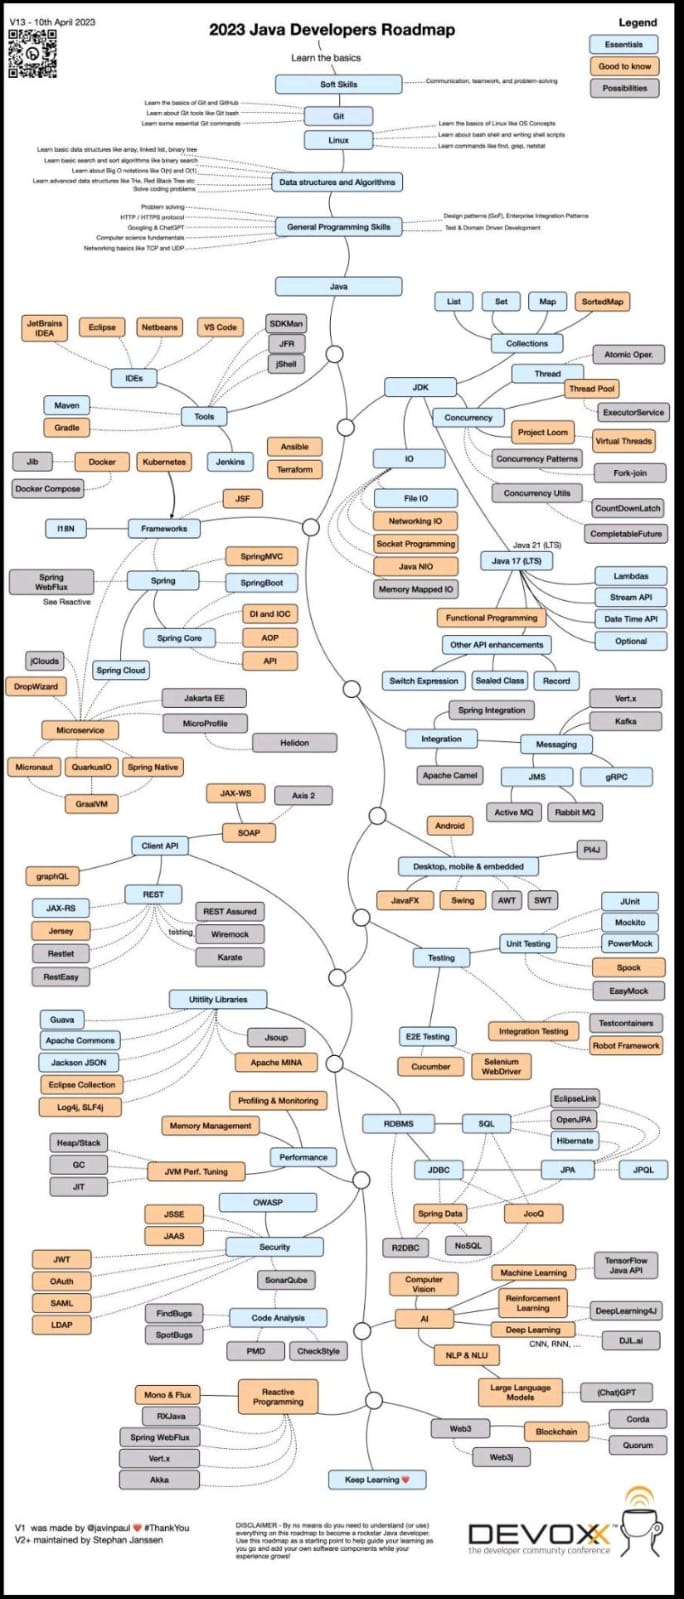 V13 - 10th April 2023
2023 Java Developers Roadmap
Legend
Essentials
Good to know
Possibilities
Learn the basics
Soft Skills
Communication, teamwork, and problem-solving
Learn the basics of Git and GitHub
Learn about Git tools like Git bash
Learn some essential Git commands
Git
Linux
Learn the basics of Linux like OS Concepts
Learn about bash shell and writing shell scripts
Learn commands like find, grep, netstat
Learn basic data structures like array, linked list, binary tree
Learn basic search and sort algorithms like binary search
Learn about Big O notations like O(n) and O(1)
Learn advanced data structures like Trie, Red Black Tree etc
Solve coding problems
Data structures and Algorithms
Problem solving
HTTP / HTTPS protocol
Googling & ChatGPT
Computer science fundamentals
Networking basics like TCP and UDP
General Programming Skills
Design patterns (GoF), Enterprise Integration Patterns
Test & Domain Driven Development
Java
JetBrains
IDEA
Eclipse
Netbeans
VS Code
SDKMan
JFR
jShell
IDEs
Maven
Gradle
Tools
Jenkins
Ansible
Terraform
List
Set
Map
SortedMap
Collections
Atomic Oper.
Thread
Thread Pool
ExecutorService
JDK
Concurrency
Project Loom
Virtual Threads
Concurrency Patterns
Fork-join
Concurrency Utils
CountDownLatch
CompletableFuture
IO
File IO
Networking IO
Socket Programming
Java NIO
Memory Mapped IO
Java 21 (LTS)
Java 17 (LTS)
Lambdas
Stream API
Date Time API
Optional
Functional Programming
Other API enhancements
Switch Expression
Sealed Class
Record
Jib
Docker
Kubernetes
Docker Compose
JSF
I18N
Frameworks
SpringMVC
Spring
WebFlux
See Reactive
Spring
SpringBoot
DI and IOC
Spring Core
AOP
API
jClouds
Spring Cloud
DropWizard
Jakarta EE
Microservice
MicroProfile
Helidon
Micronaut
QuarkusIO
Spring Native
GraalVM
Spring Integration
Integration
Apache Camel
Vert.x
Kafka
Messaging
JMS
gRPC
Active MQ
Rabbit MQ
JAX-WS
Axis 2
SOAP
Client API
graphQL
REST
JAX-RS
Jersey
Restlet
RestEasy
testing
REST Assured
Wiremock
Karate
Android
PI4J
Desktop, mobile & embedded
JavaFX
Swing
AWT
SWT
JUnit
Mockito
PowerMock
Unit Testing
Spock
EasyMock
Testing
E2E Testing
Integration Testing
Testcontainers
Robot Framework
Cucumber
Selenium
WebDriver
Utitlity Libraries
Guava
Apache Commons
Jackson JSON
Eclipse Collection
Log4j, SLF4j
Jsoup
Apache MINA
Profiling & Monitoring
Memory Management
Performance
Heap/Stack
GC
JIT
JVM Perf. Tuning
RDBMS
SQL
EclipseLink
OpenJPA
Hibernate
JDBC
JPA
JPQL
Spring Data
JooQ
R2DBC
NoSQL
OWASP
JSSE
JAAS
Security
JWT
OAuth
SAML
LDAP
SonarQube
FindBugs
SpotBugs
Code Analysis
PMD
CheckStyle
Computer
Vision
Machine Learning
TensorFlow
Java API
Reinforcement
Learning
DeepLearning4J
AI
Deep Learning
CNN, RNN, ...
DJL.ai
NLP & NLU
Large Language
Models
(Chat)GPT
Mono & Flux
Reactive
Programming
RXJava
Spring WebFlux
Vert.x
Akka
Web3
Web3j
Blockchain
Corda
Quorum
Keep Learning ❤️
V1 was made by @javinpaul ❤️ #ThankYou
V2+ maintained by Stephan Janssen
DISCLAIMER - By no means do you need to understand (or use)
everything on this roadmap to become a rockstar Java developer.
Use this roadmap as a starting point to help guide your learning as
you go and add your own software components while your
experience grows!
DEVOXX™
the developer community conference